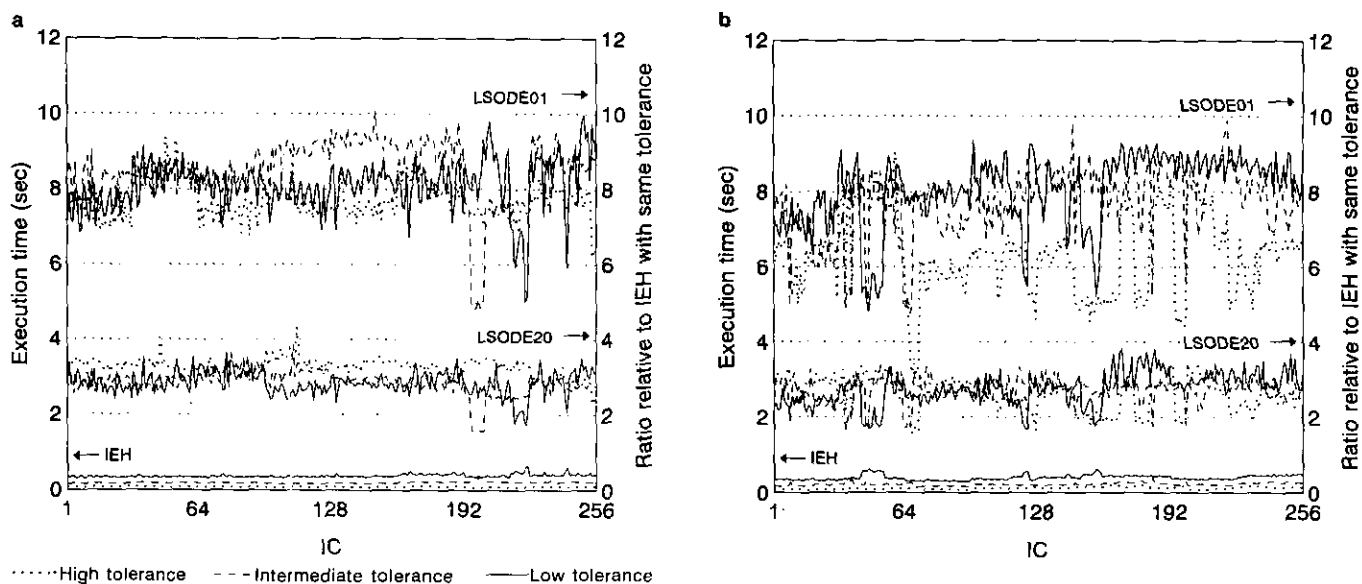 a
12
10
8
6
4
2
0
Execution time (sec)
LSODE01 →
LSODE20 →
← IEH
12
10
8
6
4
2
0
Ratio relative to IEH with same tolerance
1 64 128 192 256
IC
b
12
10
8
6
4
2
0
Execution time (sec)
LSODE01 →
LSODE20 →
← IEH
12
10
8
6
4
2
0
Ratio relative to IEH with same tolerance
1 64 128 192 256
IC
High tolerance Intermediate tolerance Low tolerance